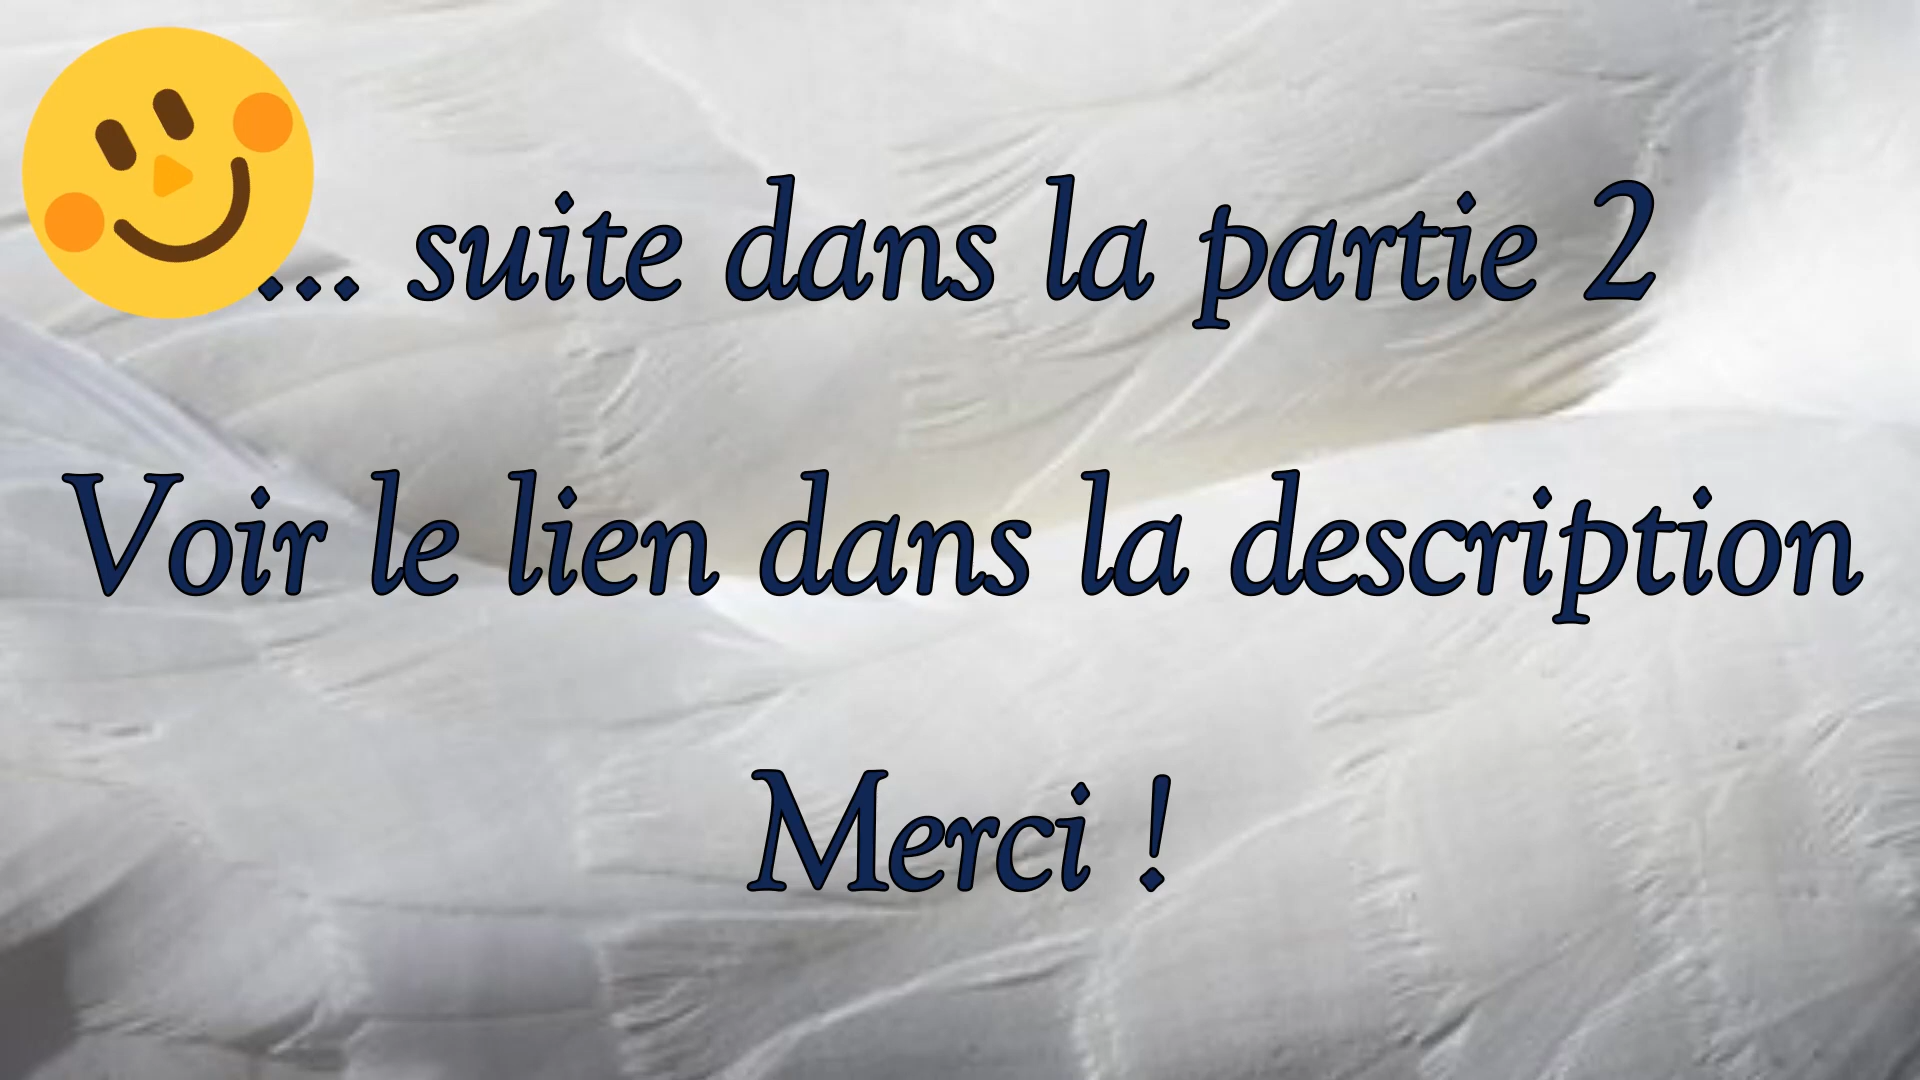 ... suite dans la partie 2
Voir le lien dans la description
Merci !